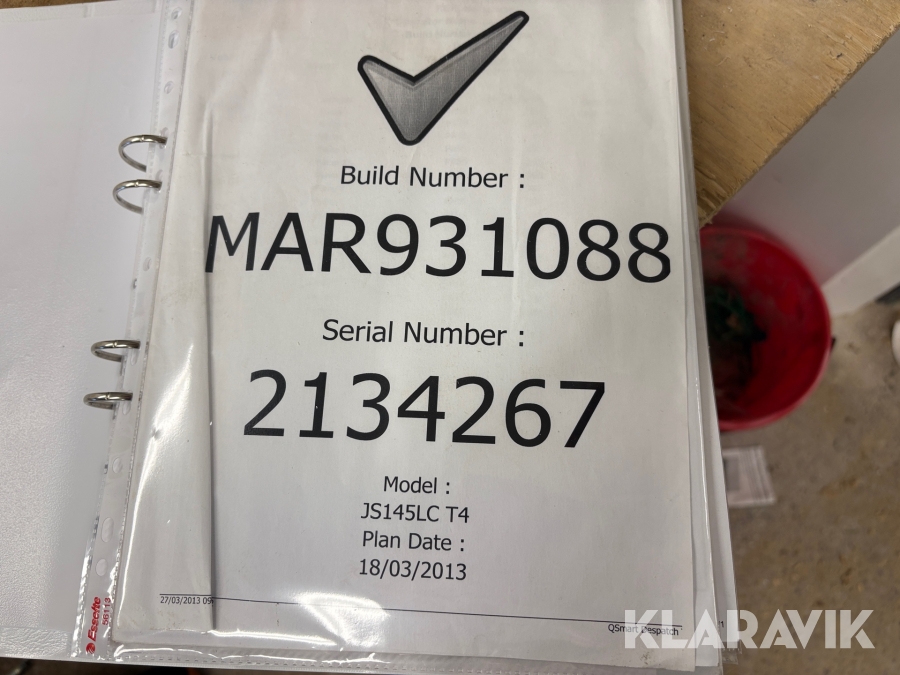 Build Number :
MAR931088
Serial Number :
2134267
Model :
JS145LC T4
Plan Date :
18/03/2013
27/03/2013
QSmart Despatch
Esselte
56113
KLARAVIK